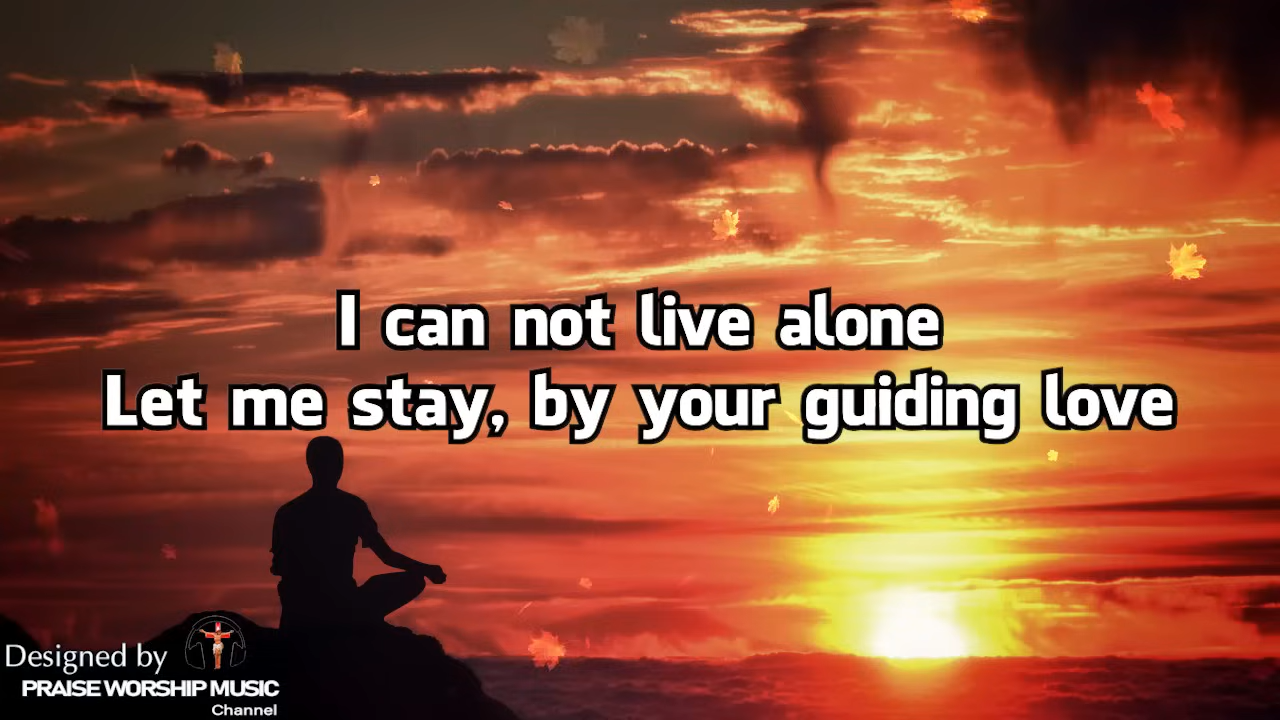 I can not live alone
Let me stay, by your guiding love
Designed by
PRAISE WORSHIP MUSIC
Channel